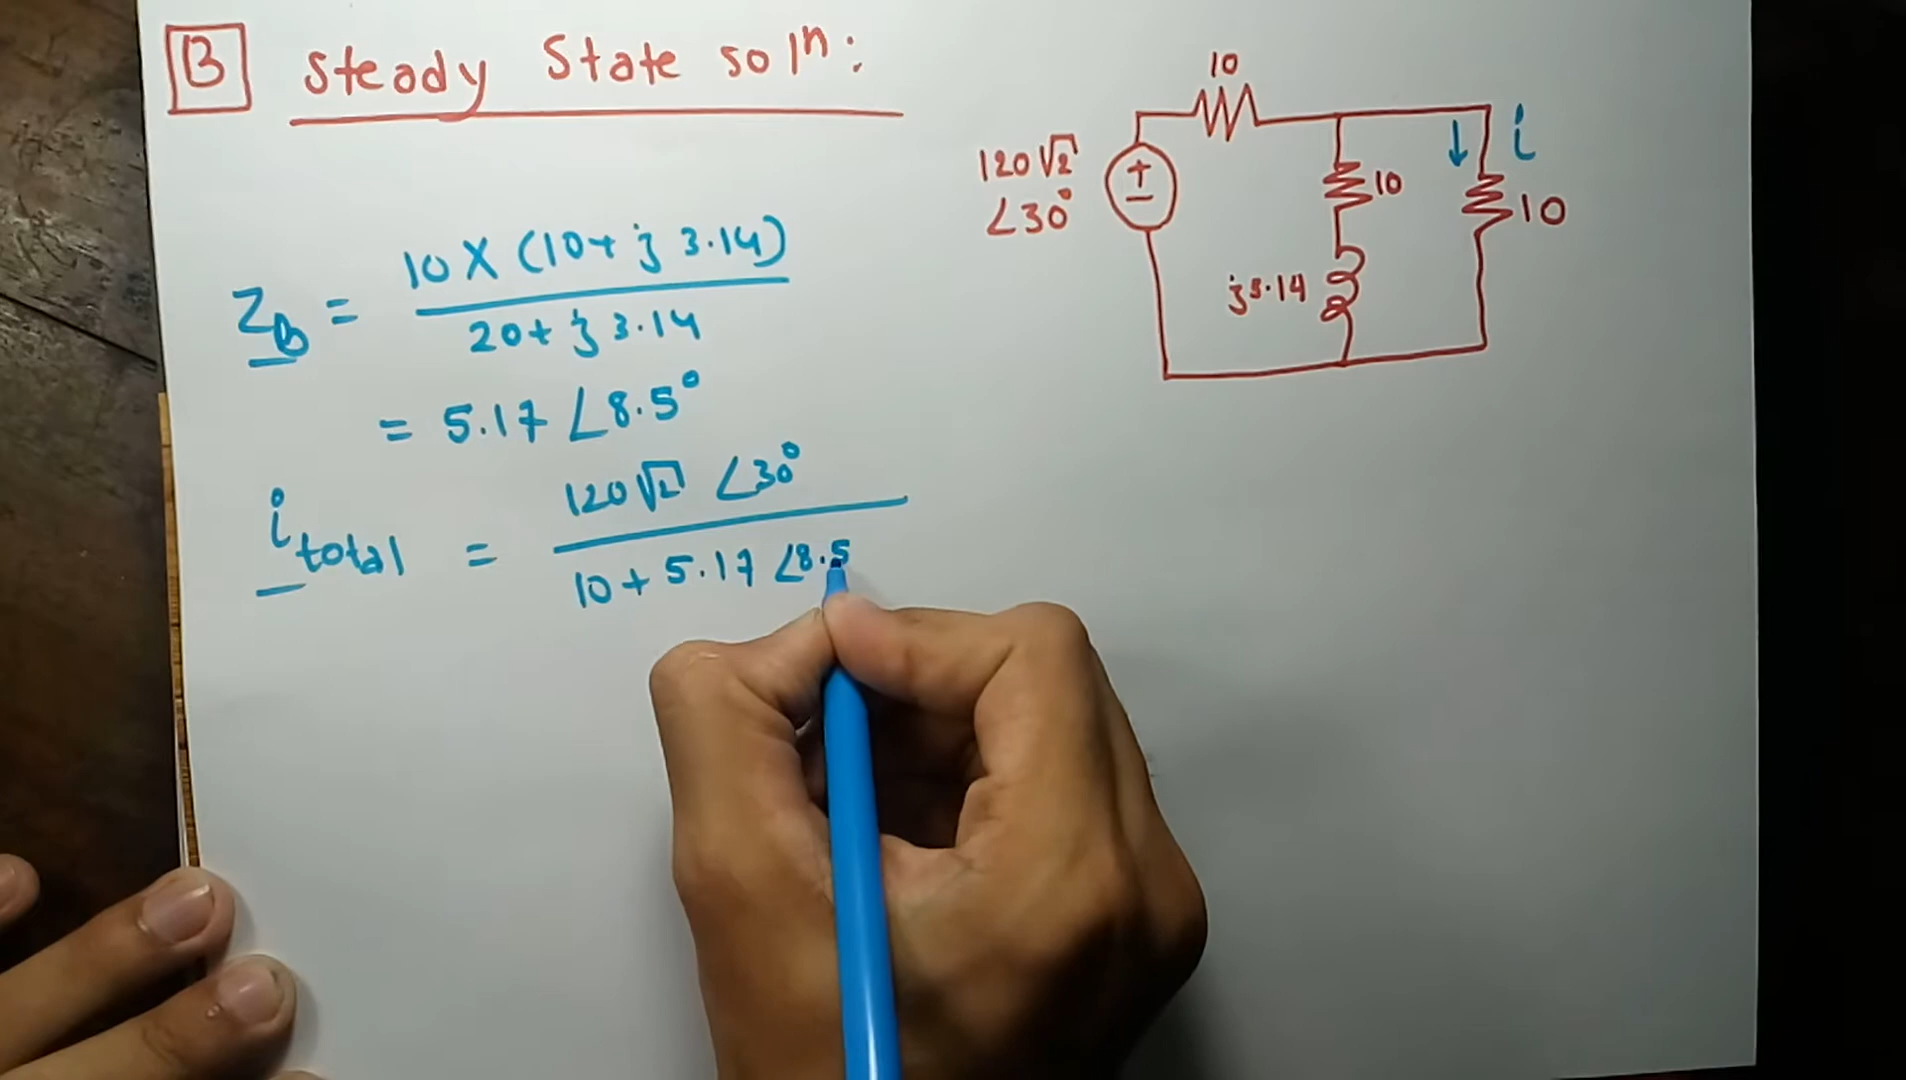 B Steady State solⁿ:
10 X (10+ j 3.14)
Z_B =
20+ j 3.14
= 5.17 ∠8.5°
120√2 ∠30°
i_total =
10 + 5.17 ∠8.5
10
120√2
∠30°
+
−
10
j3.14
↓ i
10